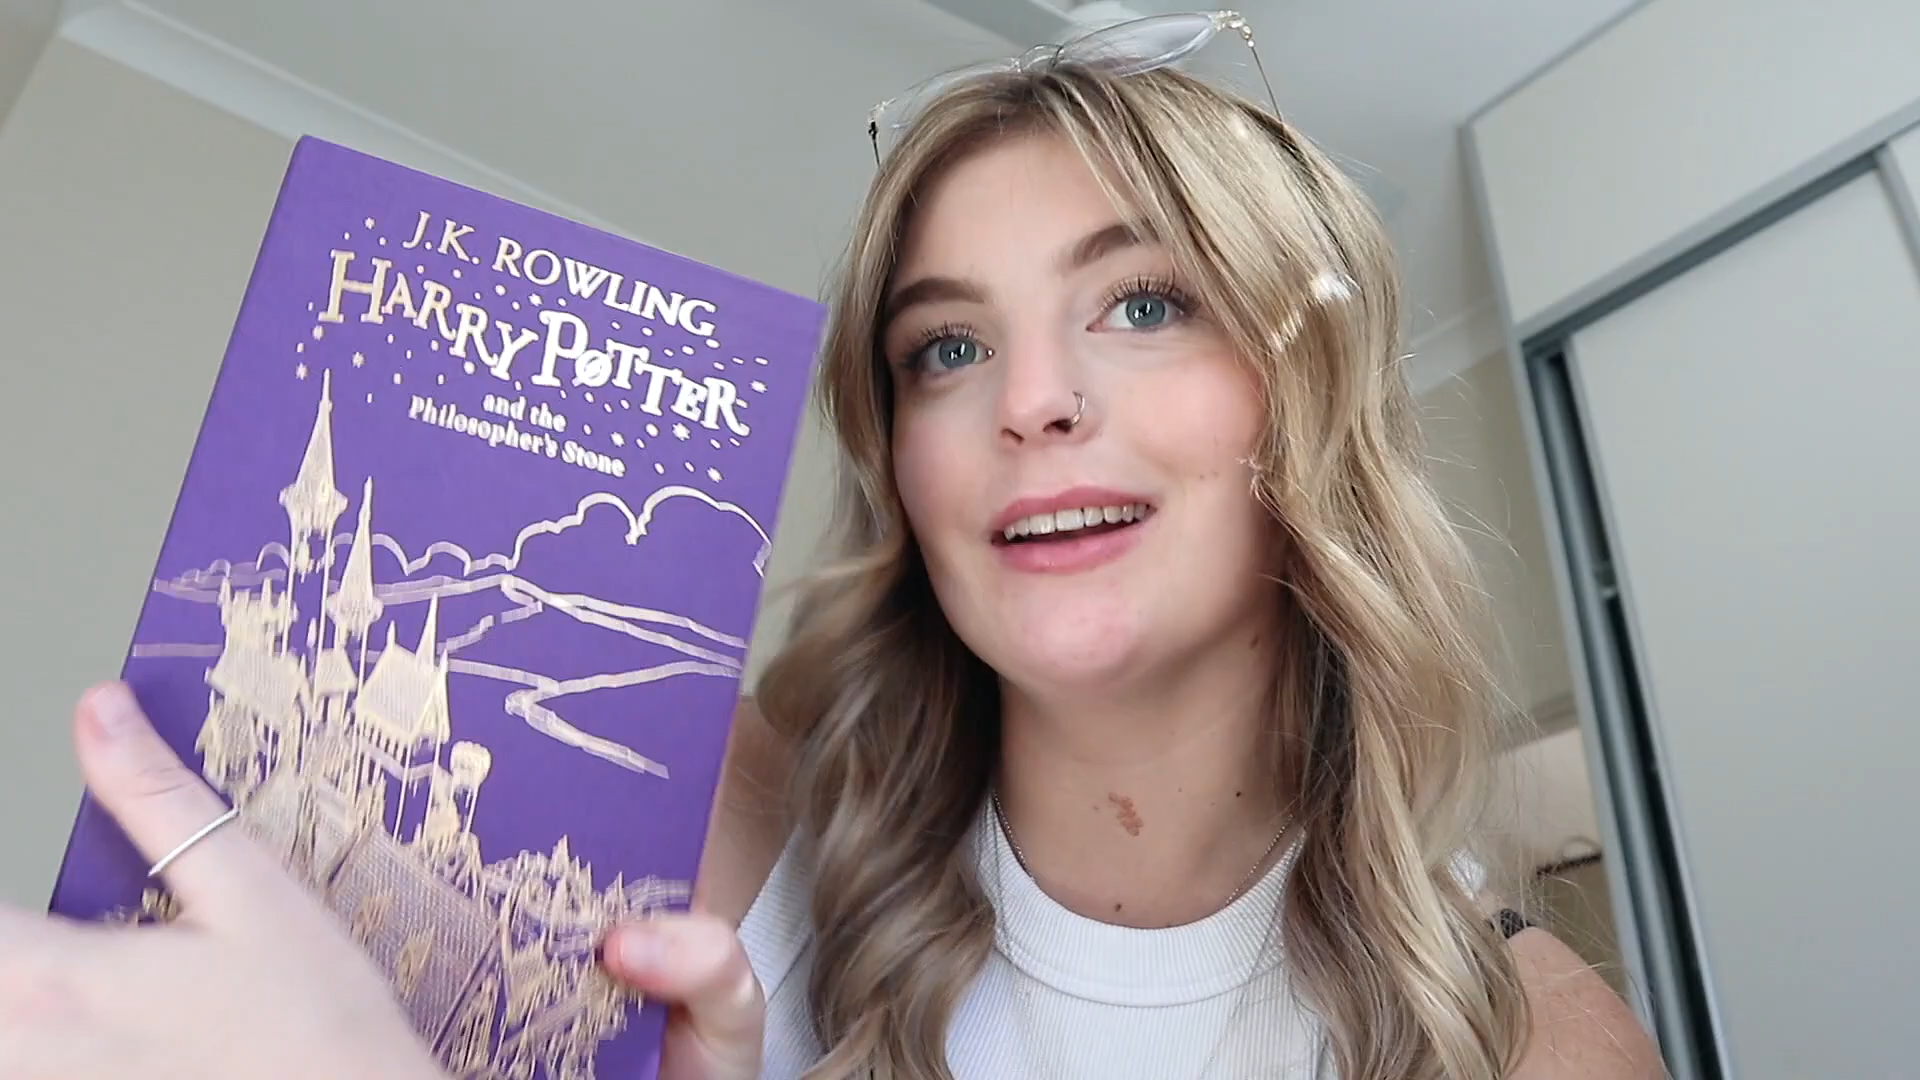 J.K. ROWLING
HARRY POTTER
and the
Philosopher's Stone